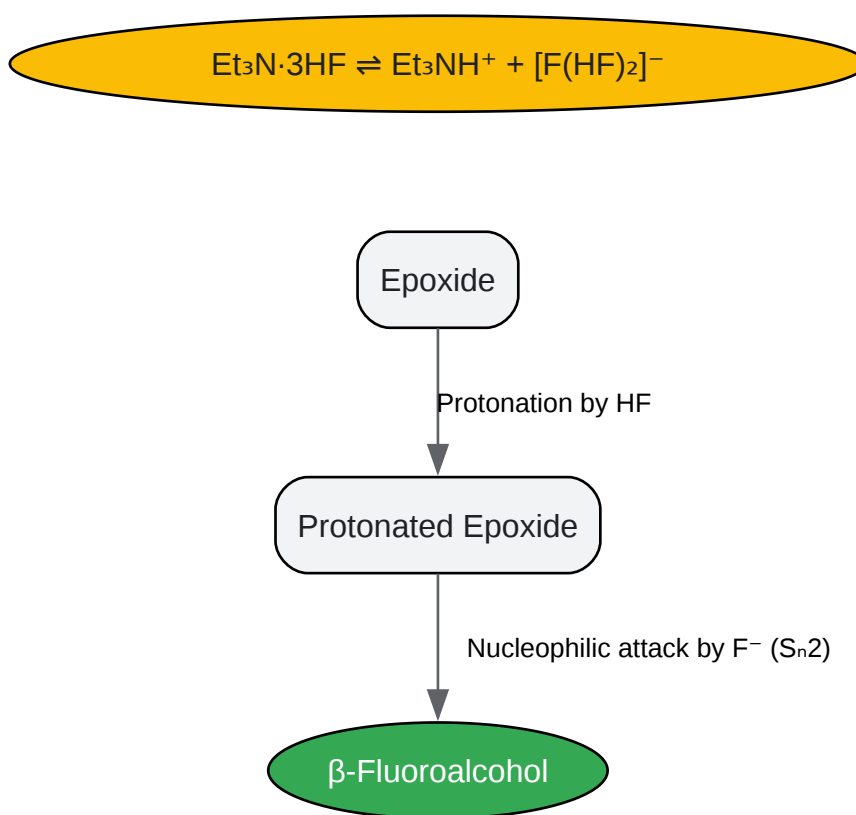 Et₃N·3HF ⇌ Et₃NH⁺ + [F(HF)₂]⁻
Epoxide
Protonation by HF
Protonated Epoxide
Nucleophilic attack by F⁻ (Sₙ2)
β-Fluoroalcohol